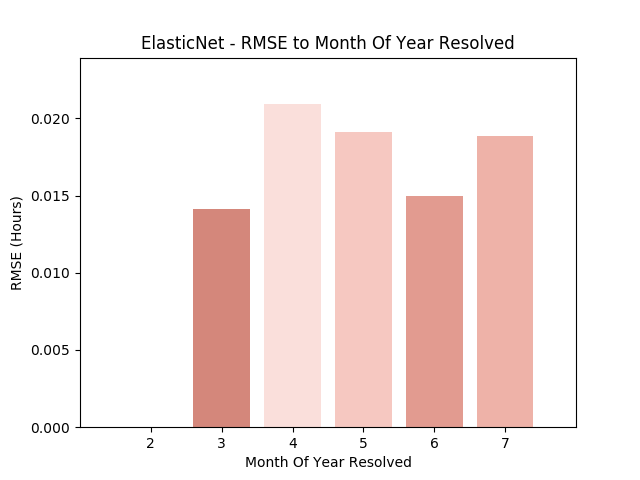 ElasticNet - RMSE to Month Of Year Resolved
RMSE (Hours)
0.020
0.015
0.010
0.005
0.000
2 3 4 5 6 7
Month Of Year Resolved